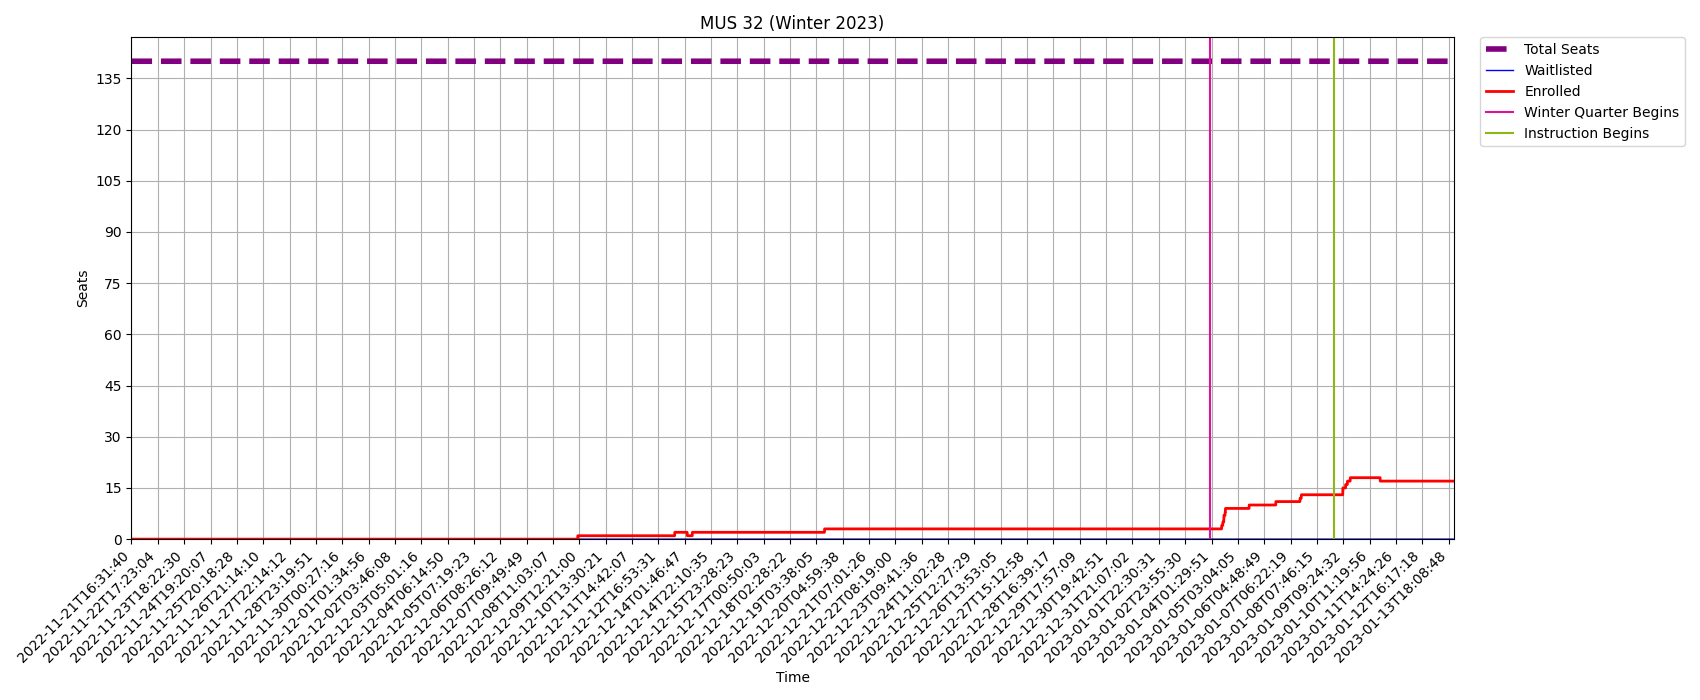 MUS 32 (Winter 2023)
Total Seats
Waitlisted
Enrolled
Winter Quarter Begins
Instruction Begins
135
120
105
90
75
60
45
30
15
0
Seats
2022-11-21T16:31:40
2022-11-22T17:23:04
2022-11-23T18:22:30
2022-11-24T19:20:07
2022-11-25T20:18:28
2022-11-26T21:14:10
2022-11-27T22:14:12
2022-11-28T23:19:51
2022-11-30T00:27:16
2022-12-01T01:34:56
2022-12-02T03:46:08
2022-12-03T05:01:16
2022-12-04T06:14:50
2022-12-05T07:19:23
2022-12-06T08:26:12
2022-12-07T09:49:49
2022-12-08T11:03:07
2022-12-09T12:21:00
2022-12-10T13:30:21
2022-12-11T14:42:07
2022-12-12T16:53:31
2022-12-14T01:46:47
2022-12-14T22:10:35
2022-12-15T23:28:23
2022-12-17T00:50:03
2022-12-18T02:28:22
2022-12-19T03:38:05
2022-12-20T04:59:38
2022-12-21T07:01:26
2022-12-22T08:19:00
2022-12-23T09:41:36
2022-12-24T11:02:28
2022-12-25T12:27:29
2022-12-26T13:53:05
2022-12-27T15:12:58
2022-12-28T16:39:17
2022-12-29T17:57:09
2022-12-30T19:42:51
2022-12-31T21:07:02
2023-01-01T22:30:31
2023-01-02T23:55:30
2023-01-04T01:29:51
2023-01-05T03:04:05
2023-01-06T04:48:49
2023-01-07T06:22:19
2023-01-08T07:46:15
2023-01-09T09:24:32
2023-01-10T11:19:56
2023-01-11T14:24:26
2023-01-12T16:17:18
2023-01-13T18:08:48
Time